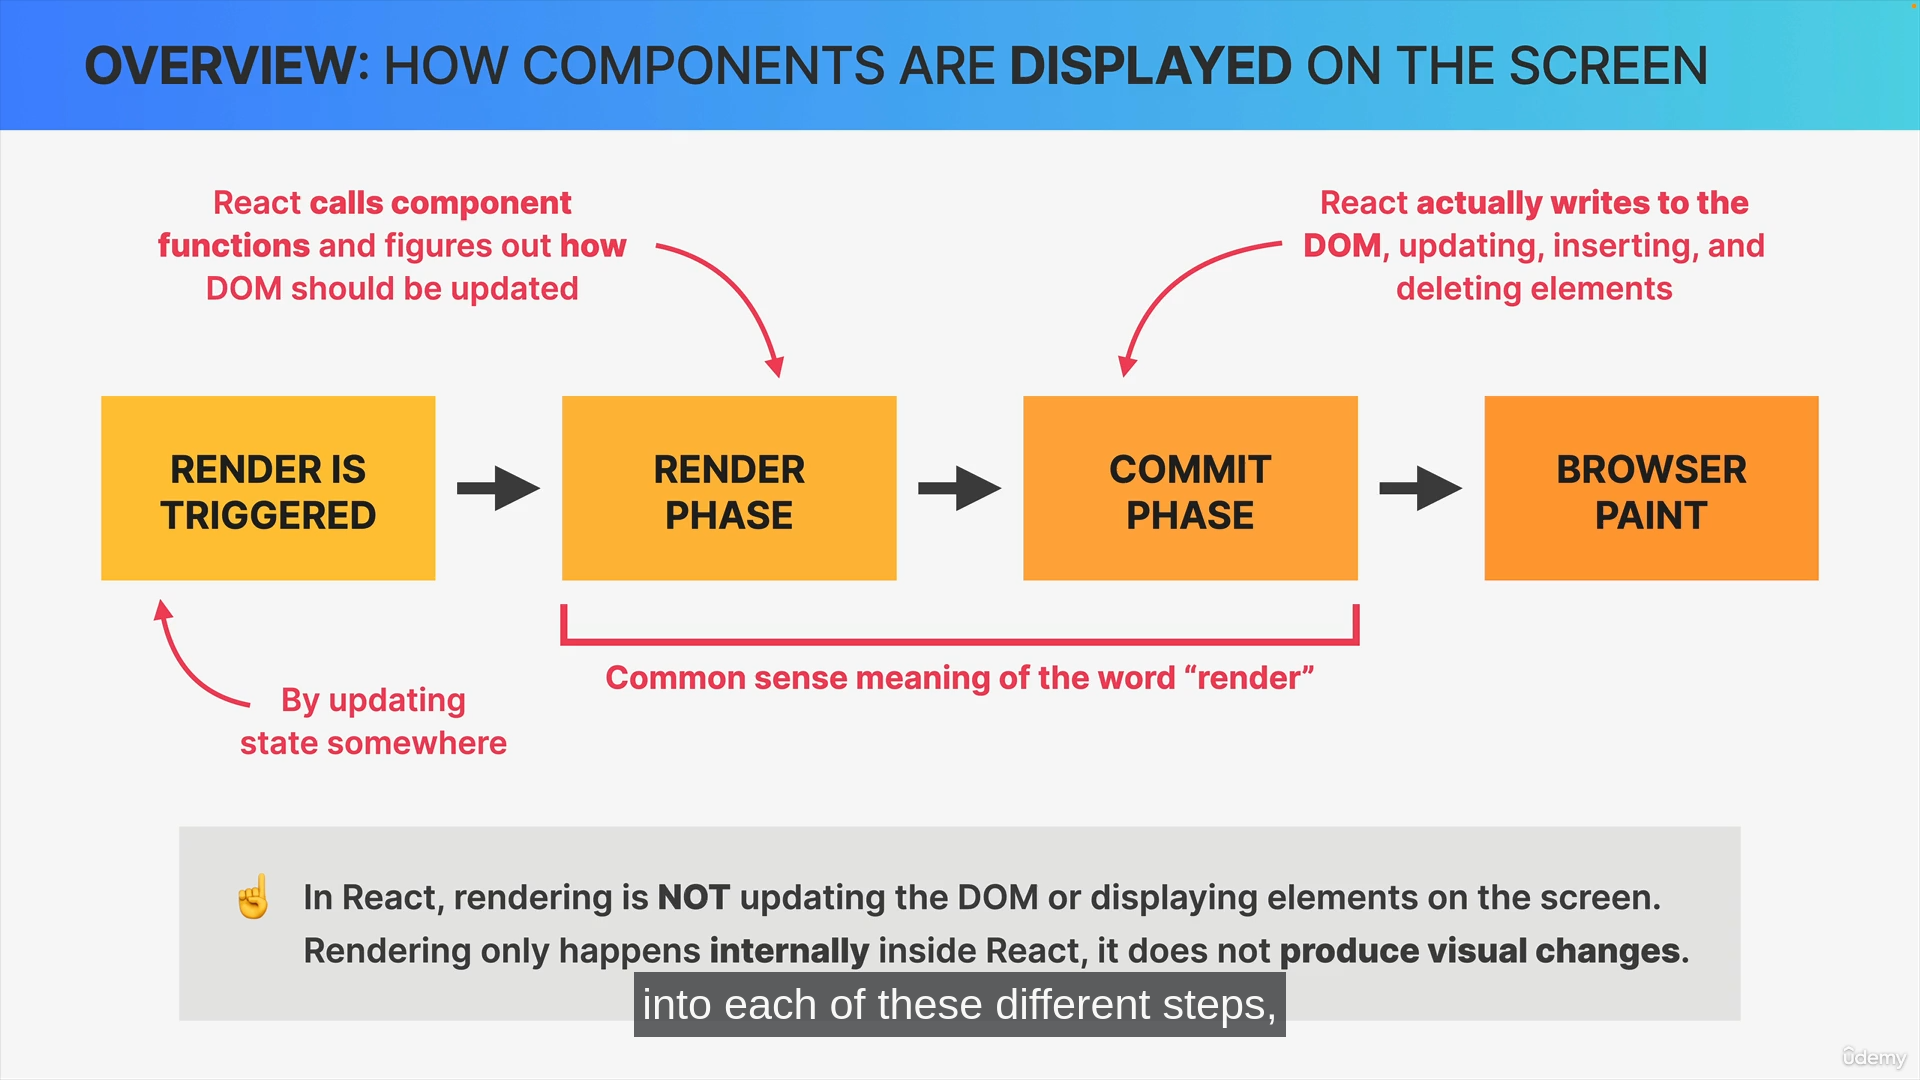 OVERVIEW: HOW COMPONENTS ARE DISPLAYED ON THE SCREEN
React calls component
functions and figures out how
DOM should be updated
React actually writes to the
DOM, updating, inserting, and
deleting elements
RENDER IS
TRIGGERED
RENDER
PHASE
COMMIT
PHASE
BROWSER
PAINT
By updating
state somewhere
Common sense meaning of the word “render”
In React, rendering is NOT updating the DOM or displaying elements on the screen.
Rendering only happens internally inside React, it does not produce visual changes.
into each of these different steps,
ûdemy